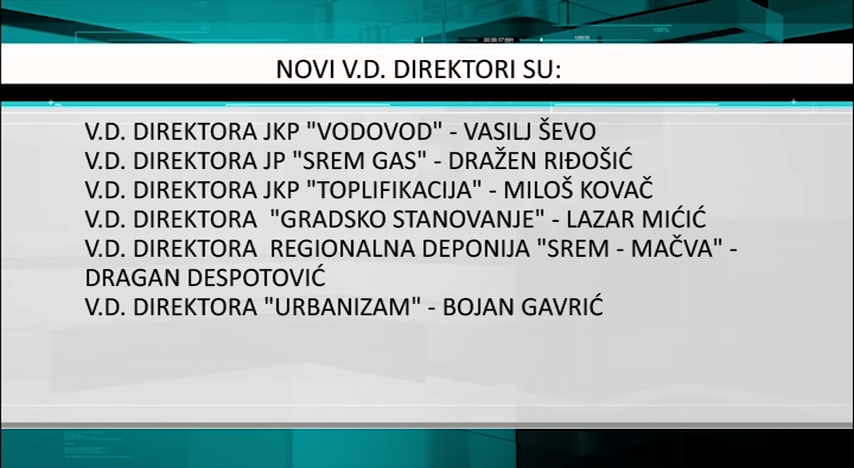 NOVI V.D. DIREKTORI SU:
V.D. DIREKTORA JKP "VODOVOD" - VASILJ ŠEVO
V.D. DIREKTORA JP "SREM GAS" - DRAŽEN RIĐOŠIĆ
V.D. DIREKTORA JKP "TOPLIFIKACIJA" - MILOŠ KOVAČ
V.D. DIREKTORA  "GRADSKO STANOVANJE" - LAZAR MIĆIĆ
V.D. DIREKTORA  REGIONALNA DEPONIJA "SREM - MAČVA" -
DRAGAN DESPOTOVIĆ
V.D. DIREKTORA "URBANIZAM" - BOJAN GAVRIĆ